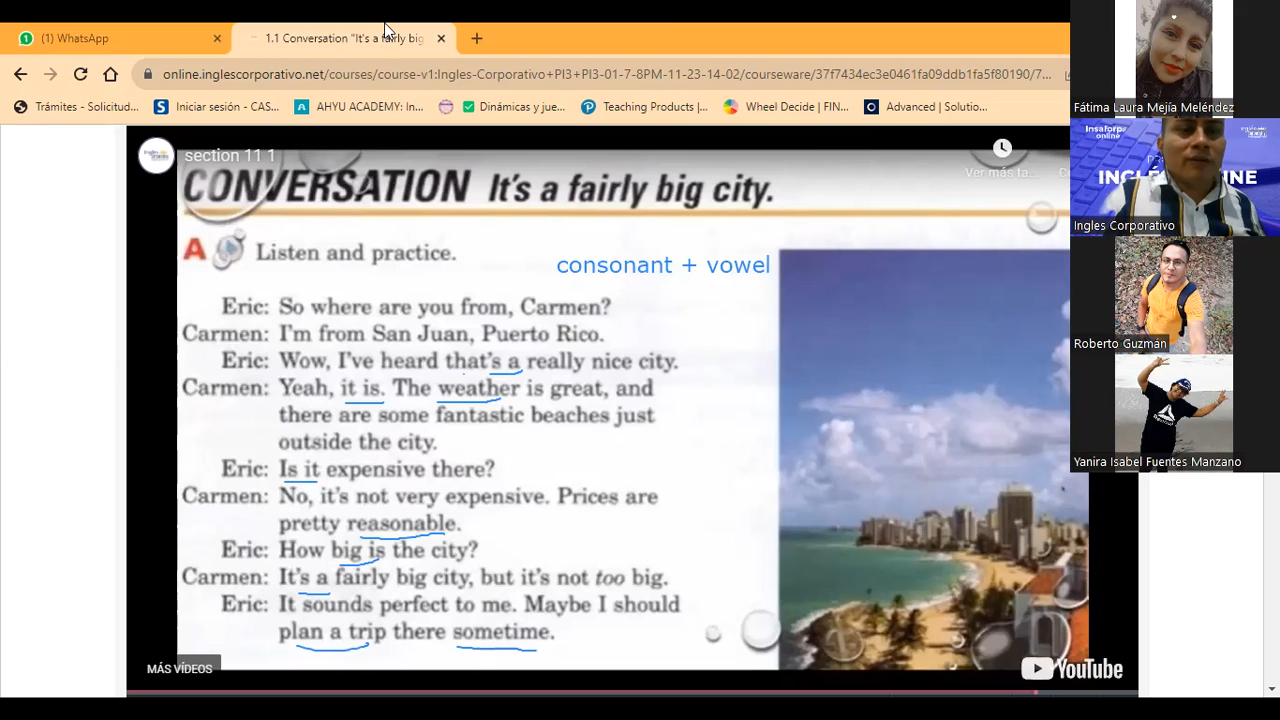 (1) WhatsApp
1.1 Conversation "It's a fairly big
online.inglescorporativo.net/courses/course-v1:Ingles-Corporativo+PI3+PI3-01-7-8PM-11-23-14-02/courseware/37f7434ec3e0461fa09ddb1fa5f80190/7...
Trámites - Solicitud...
Iniciar sesión - CAS...
AHYU ACADEMY: In...
Dinámicas y jue...
Teaching Products |...
Wheel Decide | FIN...
Advanced | Solutio...
section 11 1
Ver más ta...
CONVERSATION It's a fairly big city.
A Listen and practice.
consonant + vowel
Eric: So where are you from, Carmen?
Carmen: I'm from San Juan, Puerto Rico.
Eric: Wow, I've heard that's a really nice city.
Carmen: Yeah, it is. The weather is great, and
there are some fantastic beaches just
outside the city.
Eric: Is it expensive there?
Carmen: No, it's not very expensive. Prices are
pretty reasonable.
Eric: How big is the city?
Carmen: It's a fairly big city, but it's not too big.
Eric: It sounds perfect to me. Maybe I should
plan a trip there sometime.
MÁS VÍDEOS
YouTube
Fátima Laura Mejía Meléndez
Insaforp
online
INGL
INE
Ingles Corporativo
Roberto Guzmán
Yanira Isabel Fuentes Manzano